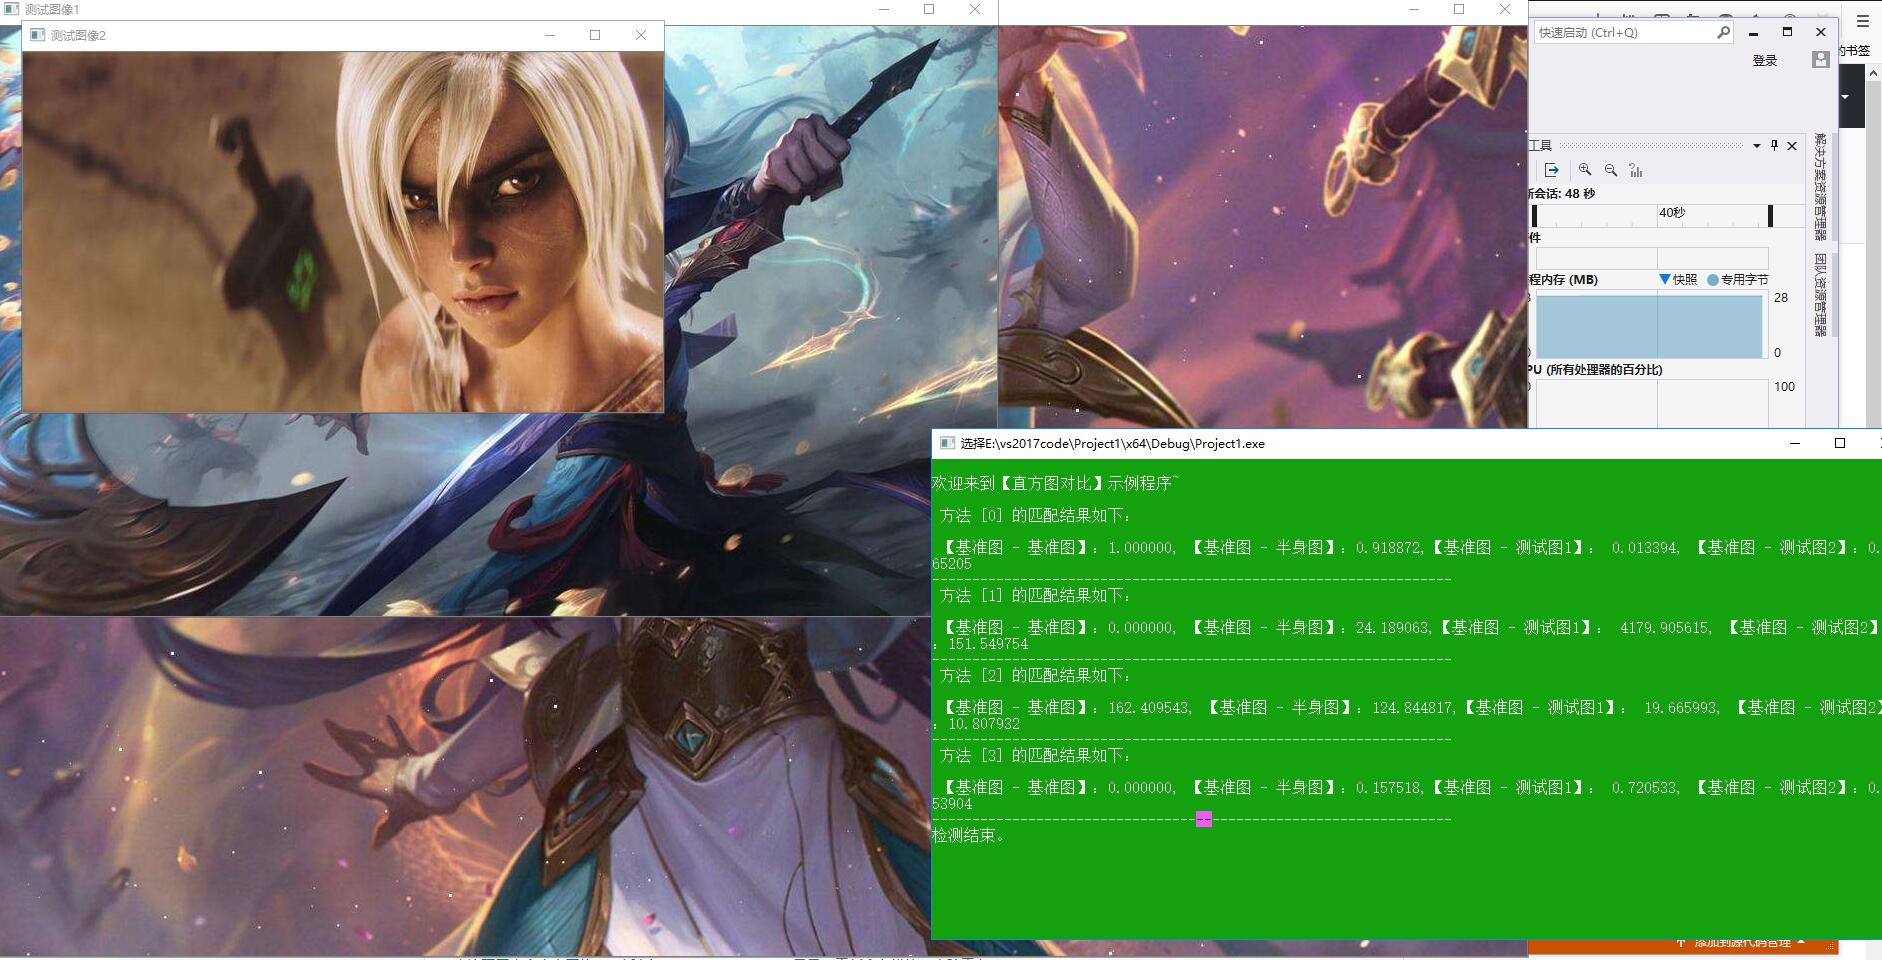 测试图像1
测试图像2
快速启动 (Ctrl+Q)
的书签
登录
工具
解决方案资源管理器
新会话: 48 秒
40秒
件
团队资源管理器
程内存 (MB)
快照
专用字节
28
0
PU (所有处理器的百分比)
100
选择E:\vs2017code\Project1\x64\Debug\Project1.exe
欢迎来到【直方图对比】示例程序~
方法 [0] 的匹配结果如下：
【基准图 - 基准图】：1.000000, 【基准图 - 半身图】：0.918872,【基准图 - 测试图1】： 0.013394, 【基准图 - 测试图2】：0.
65205
-----------------------------------------------------------------
方法 [1] 的匹配结果如下：
【基准图 - 基准图】：0.000000, 【基准图 - 半身图】：24.189063,【基准图 - 测试图1】： 4179.905615, 【基准图 - 测试图2】
：151.549754
-----------------------------------------------------------------
方法 [2] 的匹配结果如下：
【基准图 - 基准图】：162.409543, 【基准图 - 半身图】：124.844817,【基准图 - 测试图1】： 19.665993, 【基准图 - 测试图2】
：10.807932
-----------------------------------------------------------------
方法 [3] 的匹配结果如下：
【基准图 - 基准图】：0.000000, 【基准图 - 半身图】：0.157518,【基准图 - 测试图1】： 0.720533, 【基准图 - 测试图2】：0.
53904
-----------------------------------------------------------------
检测结束。
添加到源代码管理